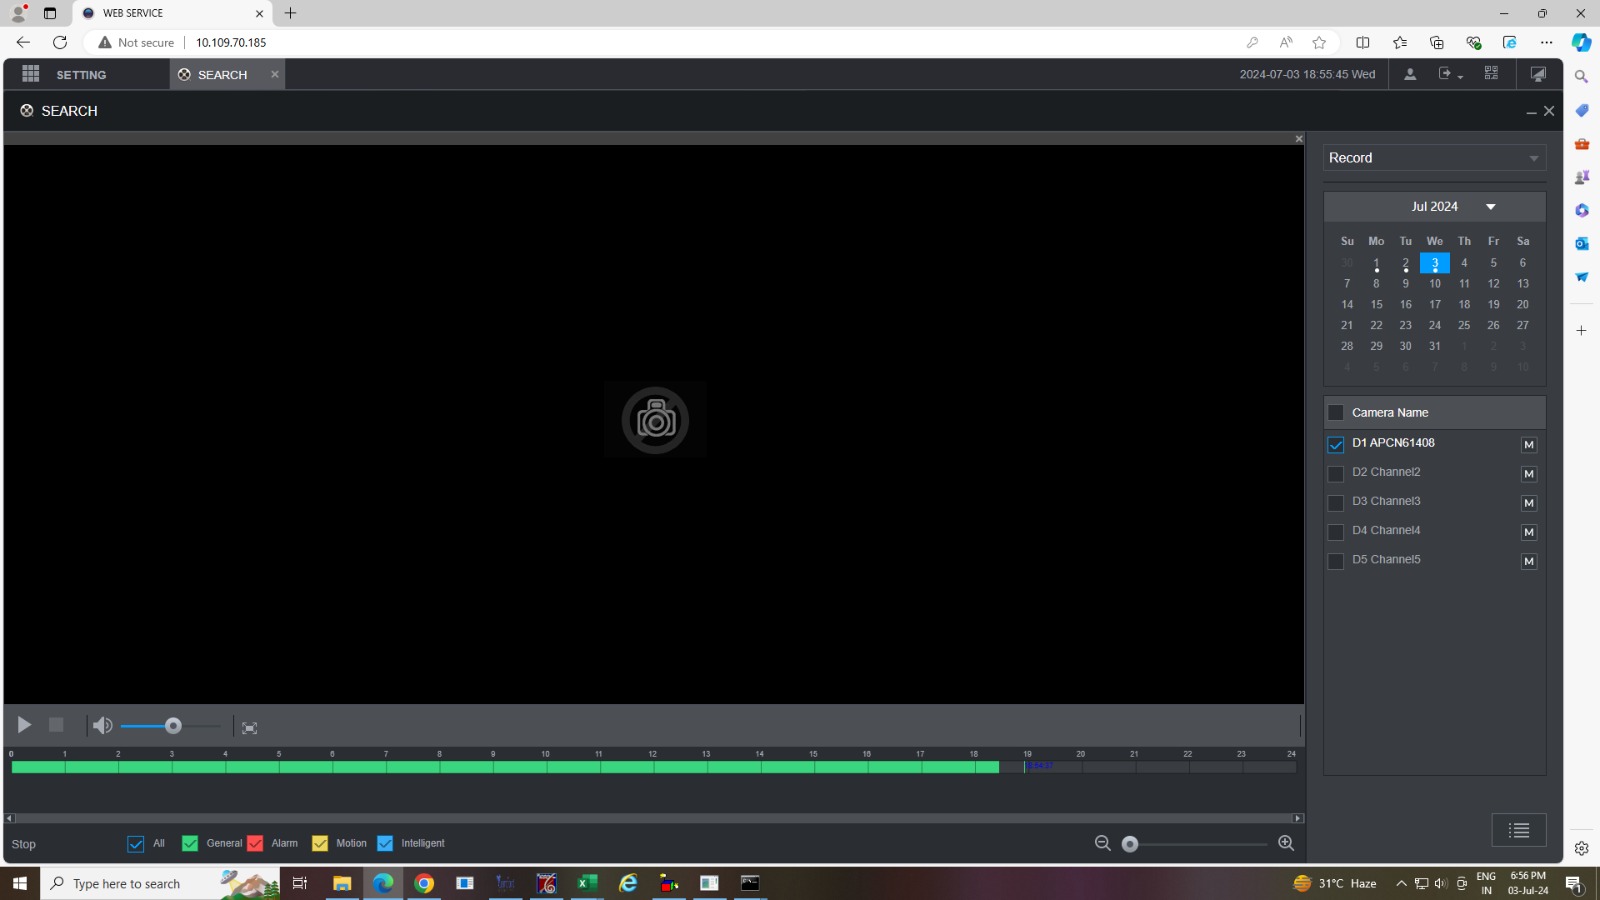 WEB SERVICE
Not secure
10.109.70.185
SETTING
SEARCH
2024-07-03 18:55:45 Wed
SEARCH
Record
Jul 2024
Su Mo Tu We Th Fr Sa
30 1 2 3 4 5 6
7 8 9 10 11 12 13
14 15 16 17 18 19 20
21 22 23 24 25 26 27
28 29 30 31 1 2 3
4 5 6 7 8 9 10
Camera Name
D1 APCN61408 M
D2 Channel2 M
D3 Channel3 M
D4 Channel4 M
D5 Channel5 M
0 1 2 3 4 5 6 7 8 9 10 11 12 13 14 15 16 17 18 19 20 21 22 23 24
Stop
All General Alarm Motion Intelligent
Type here to search
31°C Haze
ENG
IN
6:56 PM
03-Jul-24
1